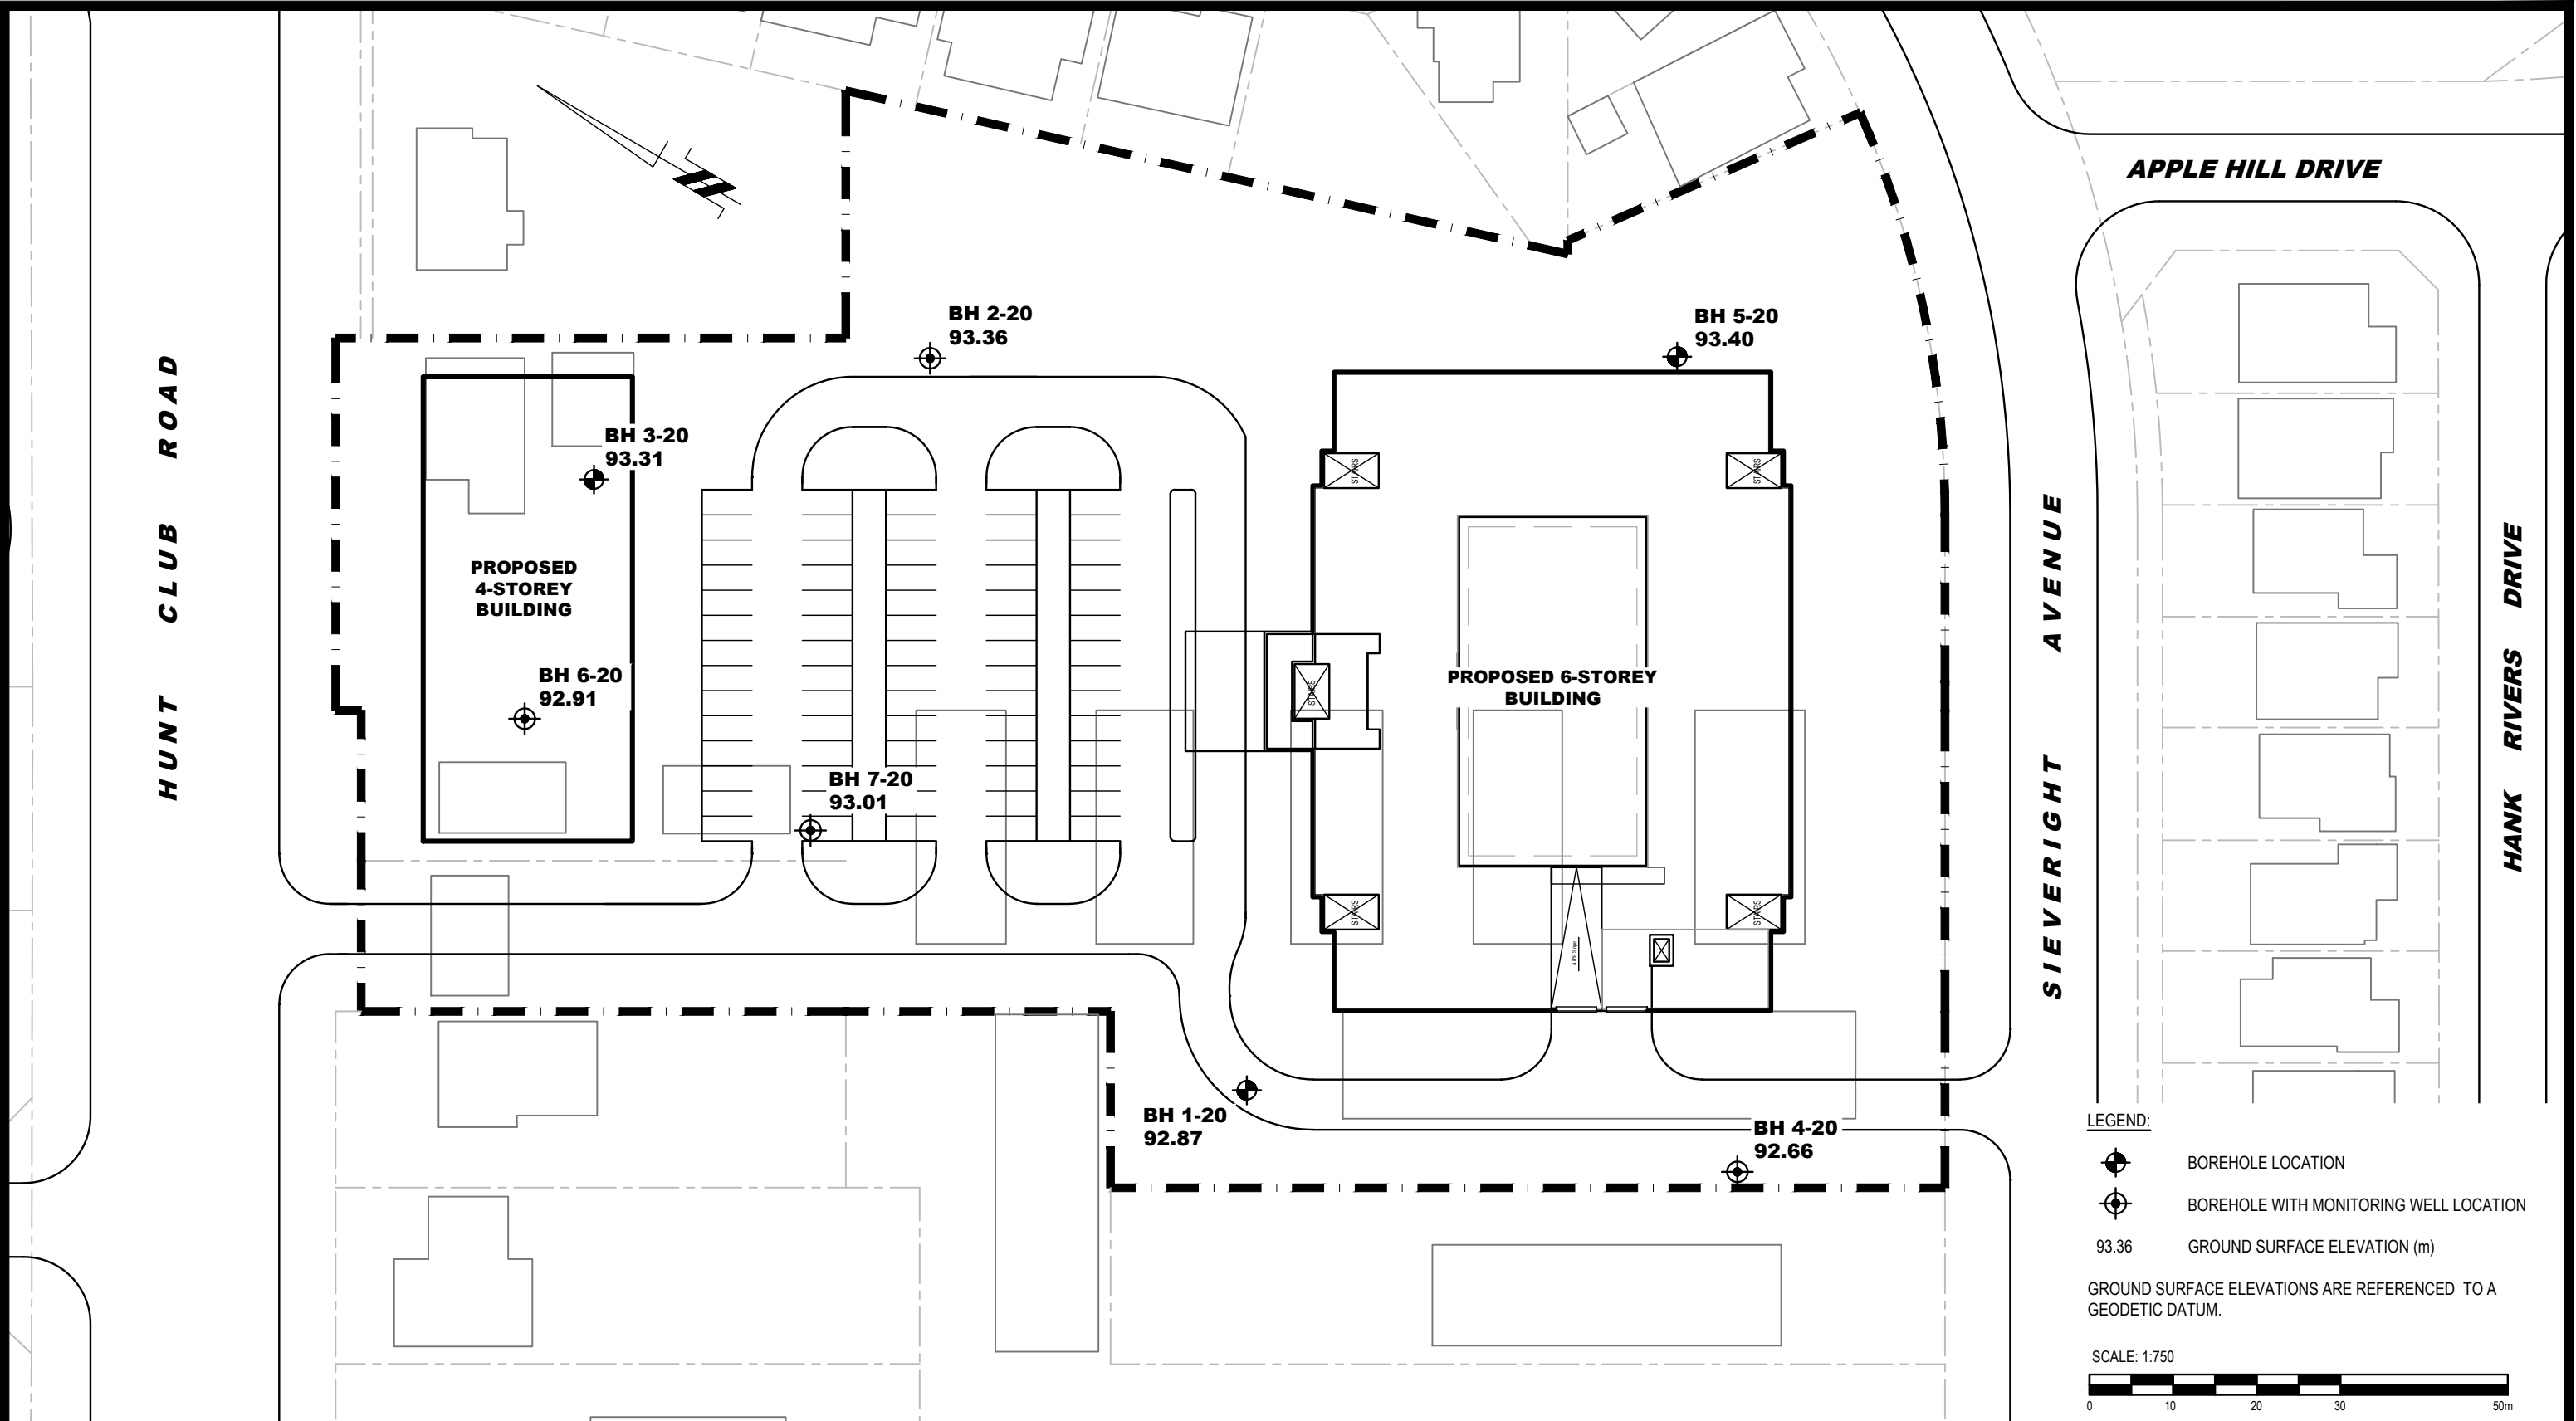 APPLE HILL DRIVE
BH 2-20
93.36
BH 5-20
93.40
BH 3-20
93.31
HUNT CLUB ROAD
STAIRS
STAIRS
PROPOSED
4-STOREY
BUILDING
SIEVERIGHT AVENUE
HANK RIVERS DRIVE
BH 6-20
92.91
STAIRS
PROPOSED 6-STOREY
BUILDING
BH 7-20
93.01
STAIRS
STAIRS
BH 1-20
92.87
BH 4-20
92.66
LEGEND:
BOREHOLE LOCATION
BOREHOLE WITH MONITORING WELL LOCATION
93.36 GROUND SURFACE ELEVATION (m)
GROUND SURFACE ELEVATIONS ARE REFERENCED TO A
GEODETIC DATUM.
SCALE: 1:750
0 10 20 30 50m